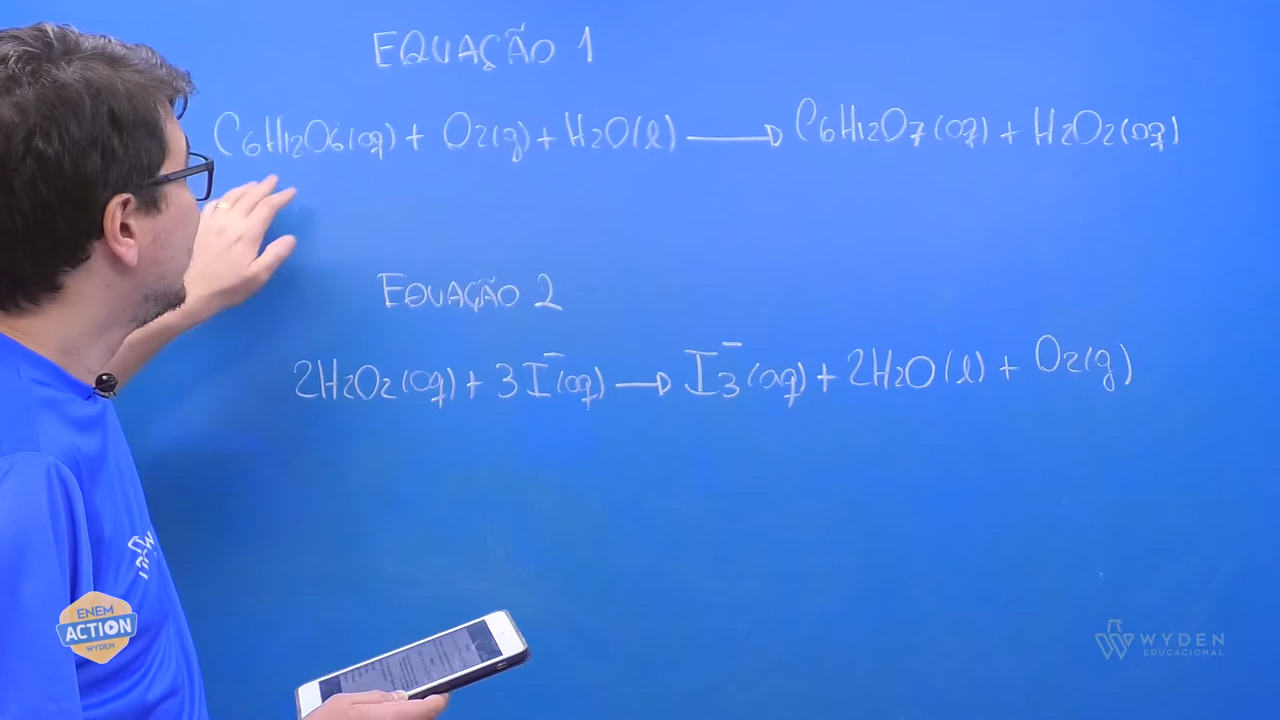 EQUAÇÃO 1
C6H12O6(aq) + O2(g) + H2O(l) → C6H12O7(aq) + H2O2(aq)
EQUAÇÃO 2
2H2O2(aq) + 3I⁻(aq) → I3⁻(aq) + 2H2O(l) + O2(g)
ENEM
ACTION
WYDEN
WYDEN
EDUCACIONAL